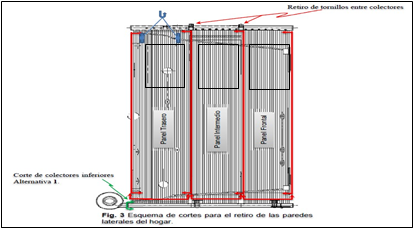 Retiro de tornillos entre colectores
Panel Trasero
Panel Intermedio
Panel Frontal
Corte de colectores inferiores
Alternativa 1.
Fig. 3 Esquema de cortes para el retiro de las paredes
laterales del hogar.